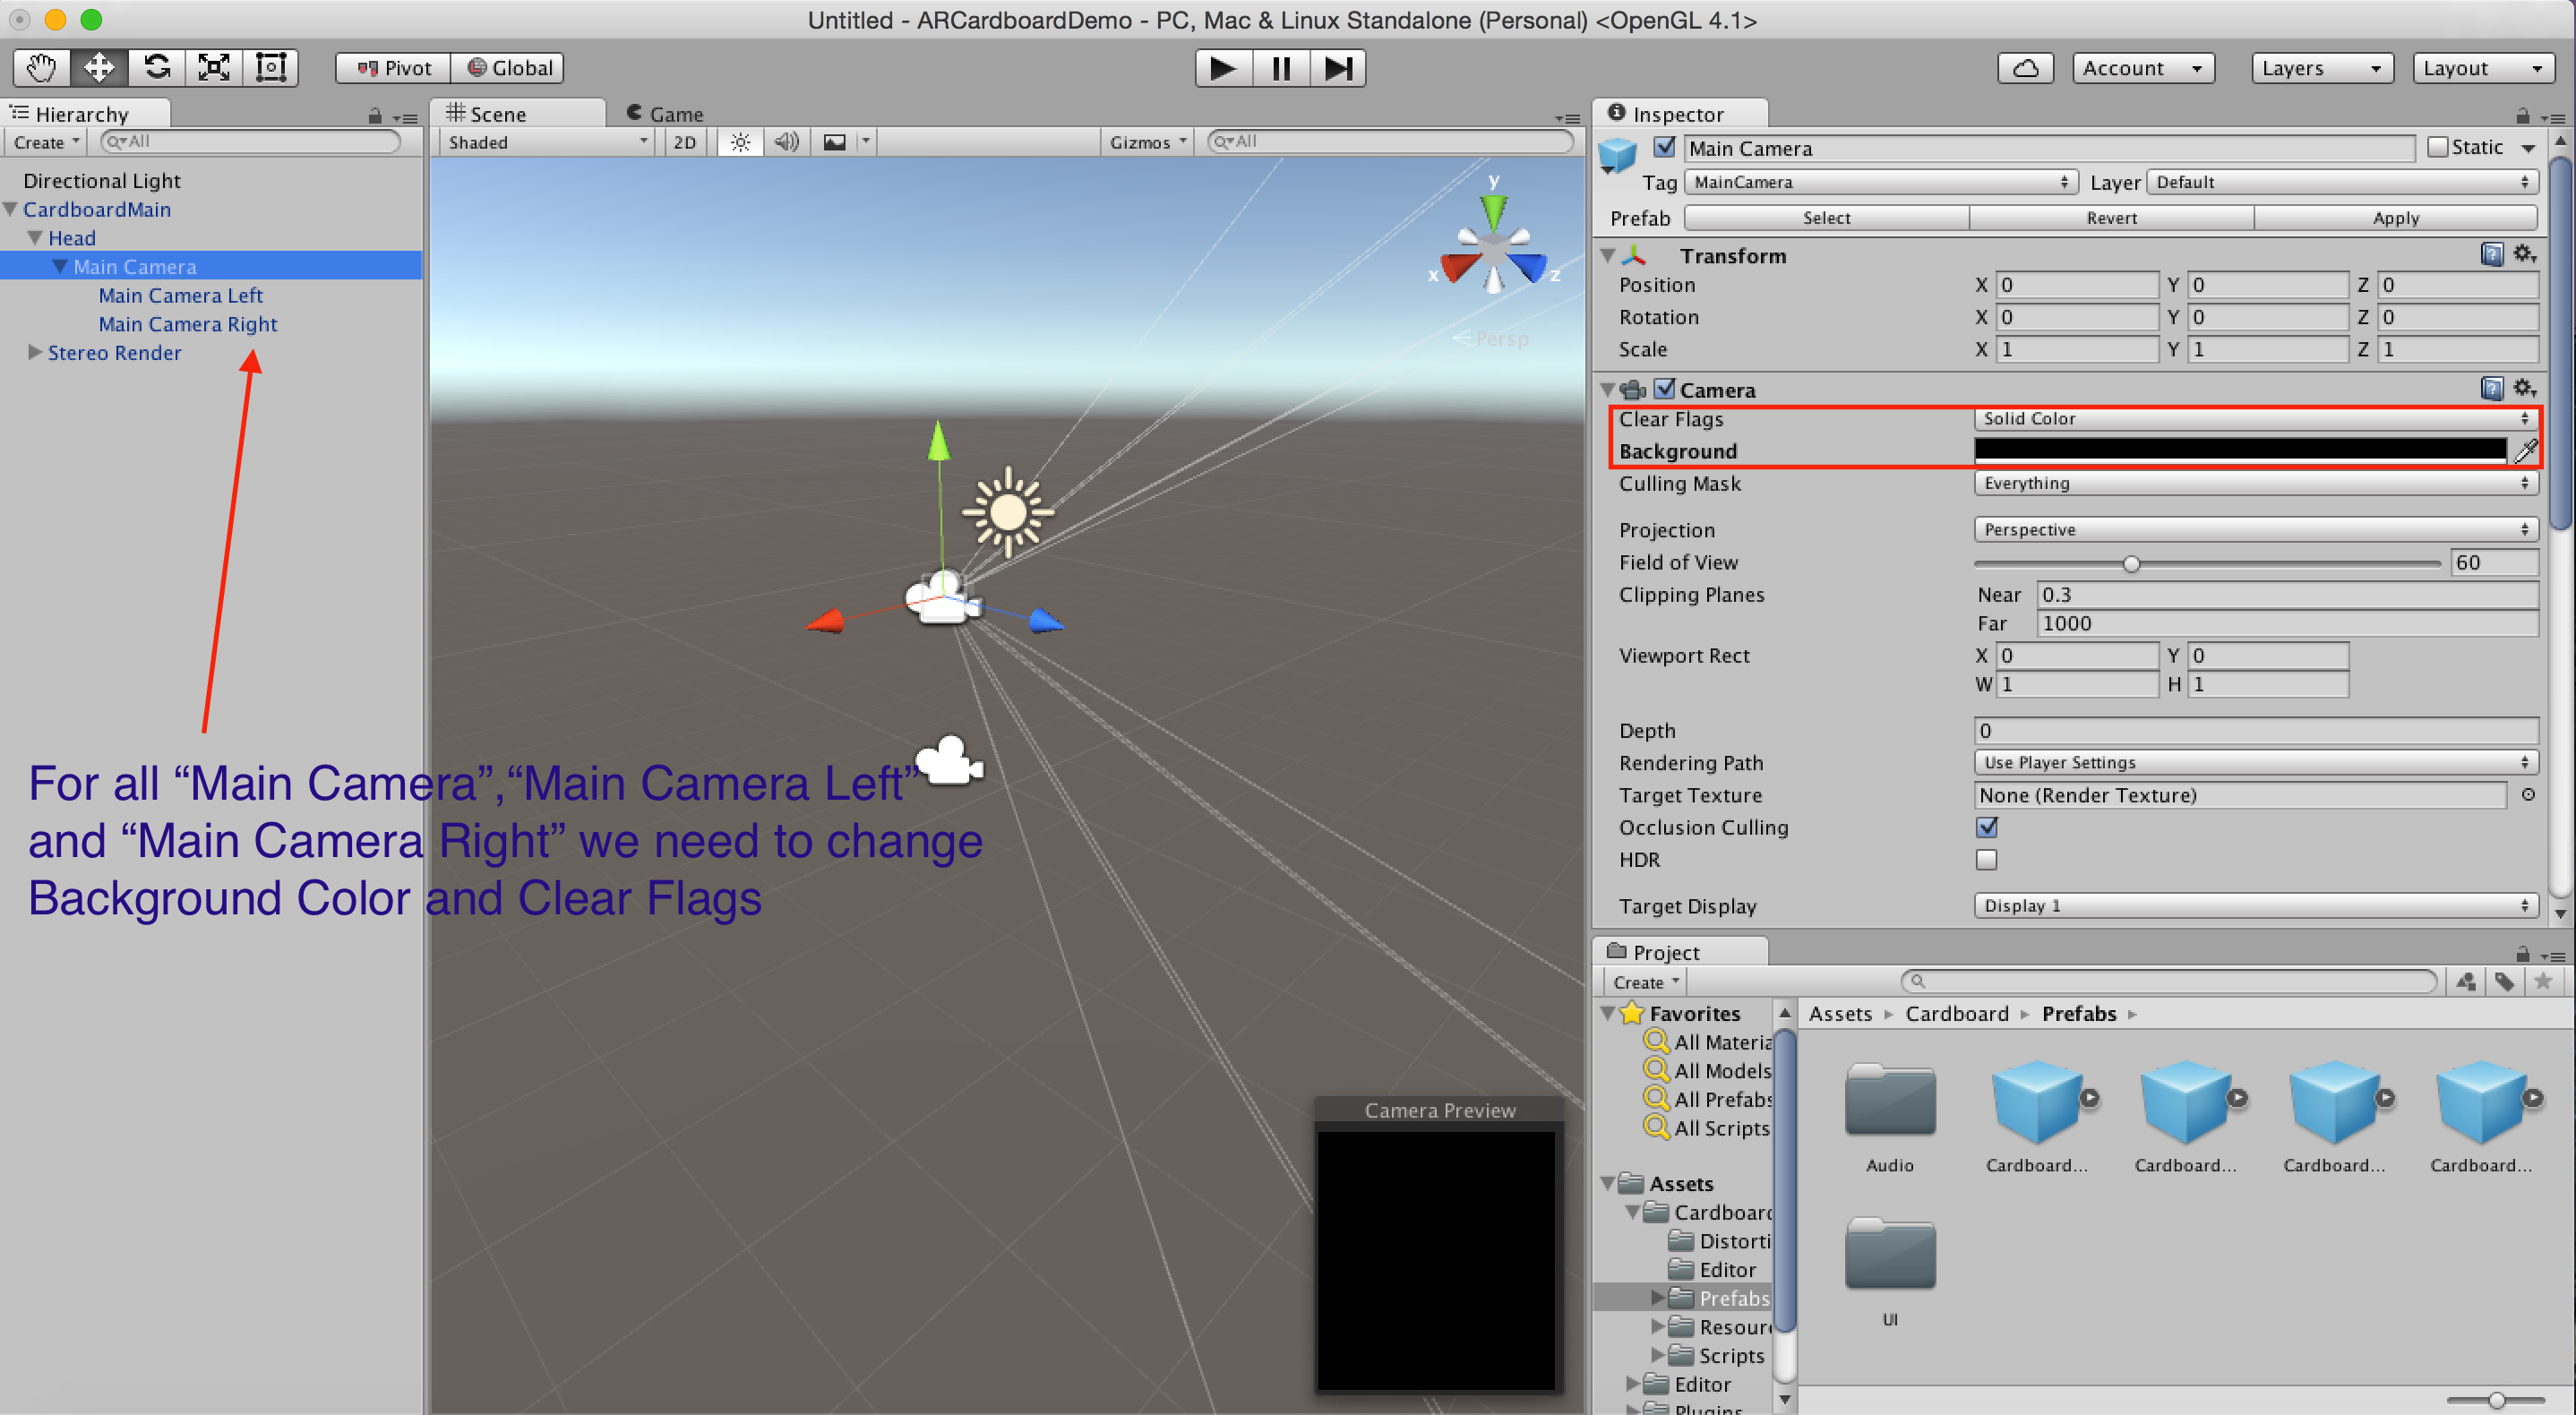 Untitled - ARCardboardDemo - PC, Mac & Linux Standalone (Personal) <OpenGL 4.1>
Pivot Global
Account Layers Layout
Hierarchy
Create All
Directional Light
CardboardMain
Head
Main Camera
Main Camera Left
Main Camera Right
Stereo Render
Scene Game
Shaded 2D Gizmos All
y
x z
Persp
For all “Main Camera”,“Main Camera Left”
and “Main Camera Right” we need to change
Background Color and Clear Flags
Camera Preview
Inspector
Main Camera Static
Tag MainCamera Layer Default
Prefab Select Revert Apply
Transform
Position X 0 Y 0 Z 0
Rotation X 0 Y 0 Z 0
Scale X 1 Y 1 Z 1
Camera
Clear Flags Solid Color
Background
Culling Mask Everything
Projection Perspective
Field of View 60
Clipping Planes Near 0.3
Far 1000
Viewport Rect X 0 Y 0
W 1 H 1
Depth 0
Rendering Path Use Player Settings
Target Texture None (Render Texture)
Occlusion Culling
HDR
Target Display Display 1
Project
Create
Favorites
All Materia
All Models
All Prefabs
All Scripts
Assets
Cardboard
Distorti
Editor
Prefabs
Resour
Scripts
Editor
Plugins
Assets Cardboard Prefabs
Audio Cardboard... Cardboard... Cardboard... Cardboard...
UI